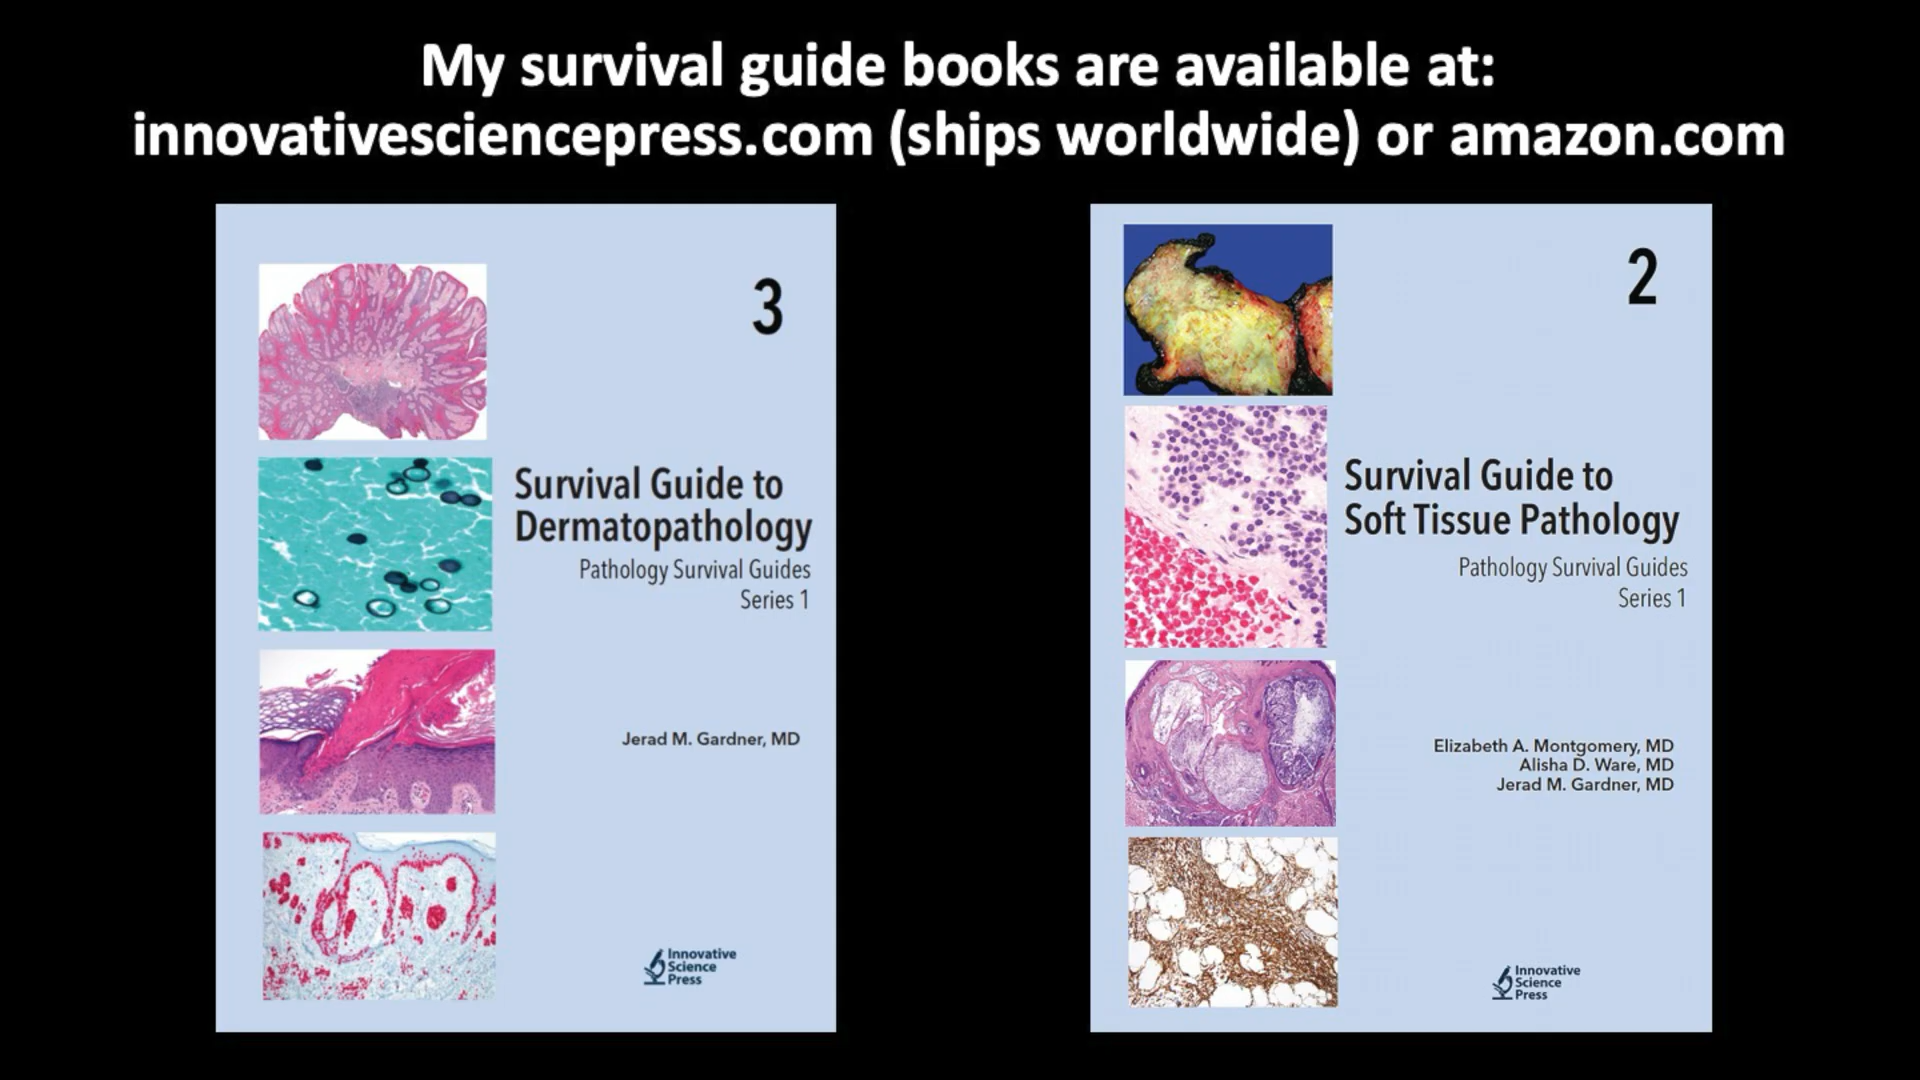 My survival guide books are available at:
innovativesciencepress.com (ships worldwide) or amazon.com
3
Survival Guide to
Dermatopathology
Pathology Survival Guides
Series 1
Jerad M. Gardner, MD
Innovative
Science
Press
2
Survival Guide to
Soft Tissue Pathology
Pathology Survival Guides
Series 1
Elizabeth A. Montgomery, MD
Alisha D. Ware, MD
Jerad M. Gardner, MD
Innovative
Science
Press